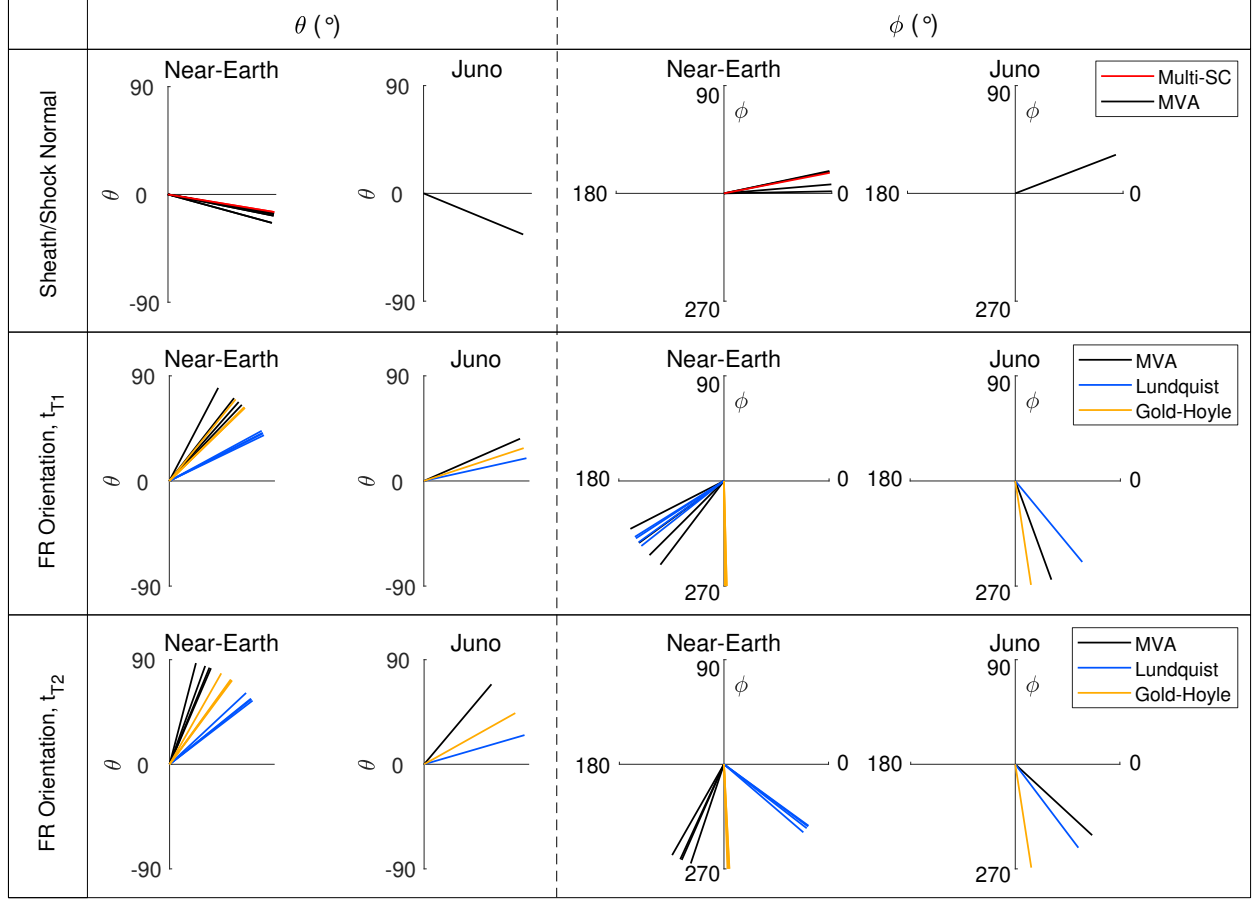 θ (°)
ϕ (°)
Sheath/Shock Normal
Near-Earth
90
θ
0
-90
Juno
90
θ
0
-90
Near-Earth
90
ϕ
180
0
270
Juno
90
ϕ
180
0
270
Multi-SC
MVA
FR Orientation, tT1
Near-Earth
90
θ
0
-90
Juno
90
θ
0
-90
Near-Earth
90
ϕ
180
0
270
Juno
90
ϕ
180
0
270
MVA
Lundquist
Gold-Hoyle
FR Orientation, tT2
Near-Earth
90
θ
0
-90
Juno
90
θ
0
-90
Near-Earth
90
ϕ
180
0
270
Juno
90
ϕ
180
0
270
MVA
Lundquist
Gold-Hoyle